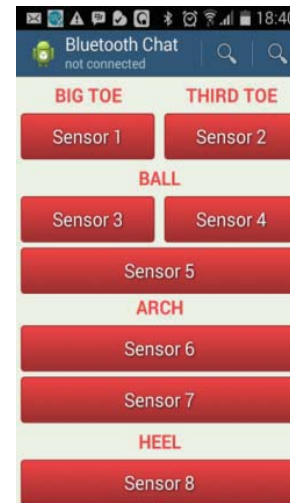 18:40
Bluetooth Chat
not connected
BIG TOE THIRD TOE
Sensor 1 Sensor 2
BALL
Sensor 3 Sensor 4
Sensor 5
ARCH
Sensor 6
Sensor 7
HEEL
Sensor 8